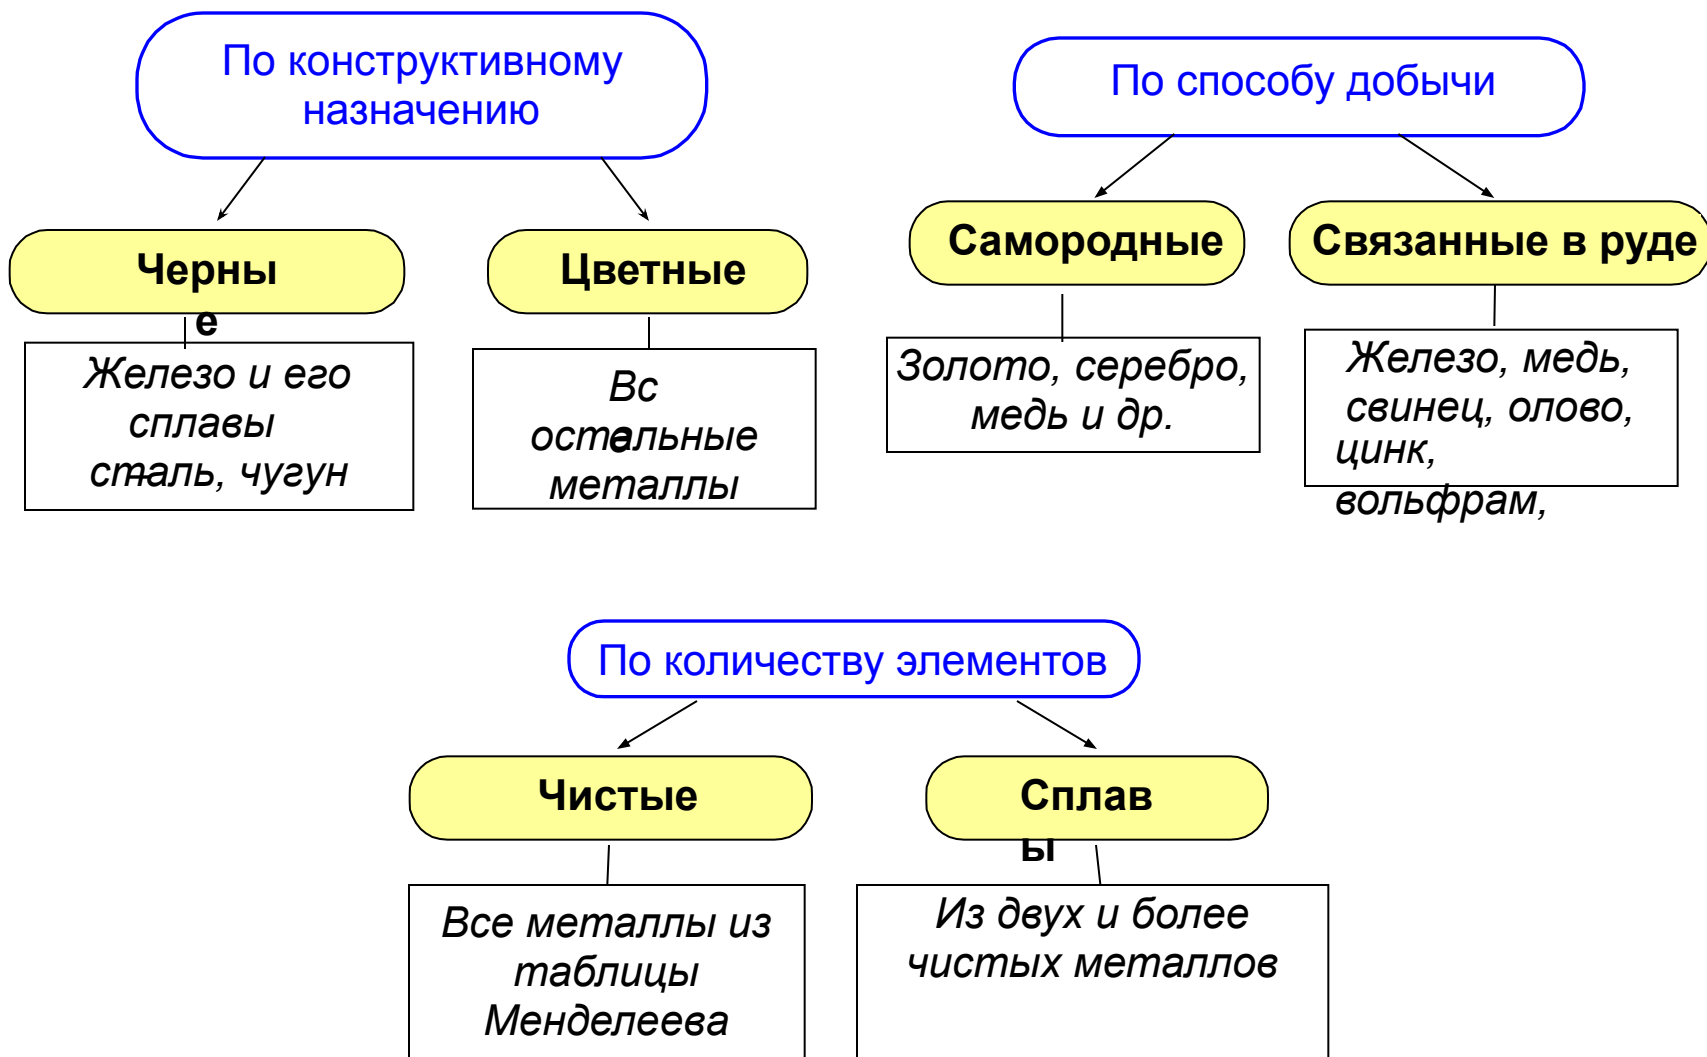 По конструктивному
назначению
Черны
е
Железо и его
сплавы
–
сталь, чугун
Цветные
Вс
е
остальные
металлы
По способу добычи
Самородные
Золото, серебро,
медь и др.
Связанные в руде
Железо, медь,
свинец, олово,
цинк,
вольфрам,
По количеству элементов
Чистые
Все металлы из
таблицы
Менделеева
Сплав
ы
Из двух и более
чистых металлов